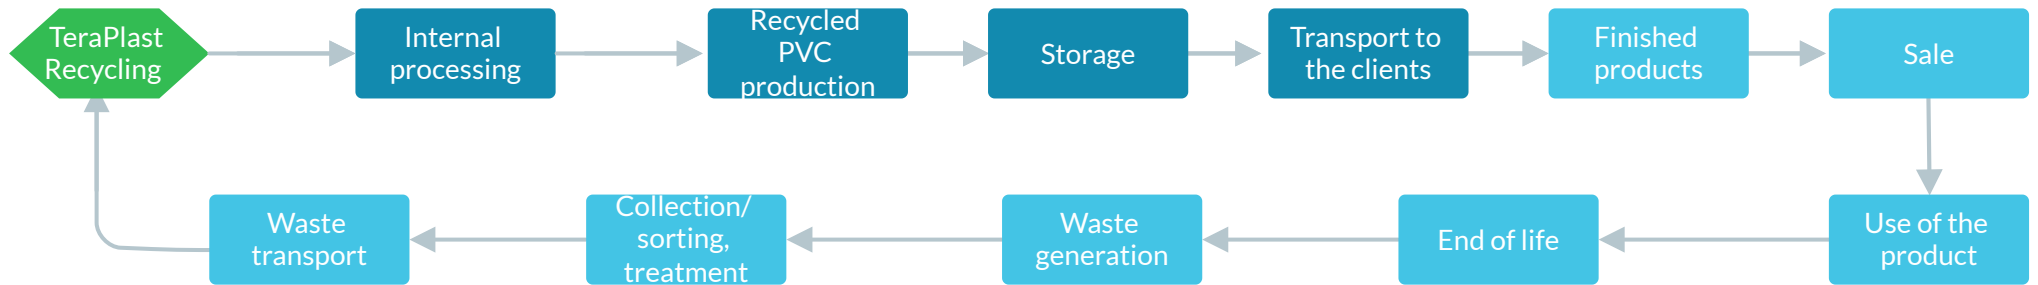 TeraPlast
Recycling
Internal
processing
Recycled
PVC
production
Storage
Transport to
the clients
Finished
products
Sale
Waste
transport
Collection/
sorting,
treatment
Waste
generation
End of life
Use of the
product